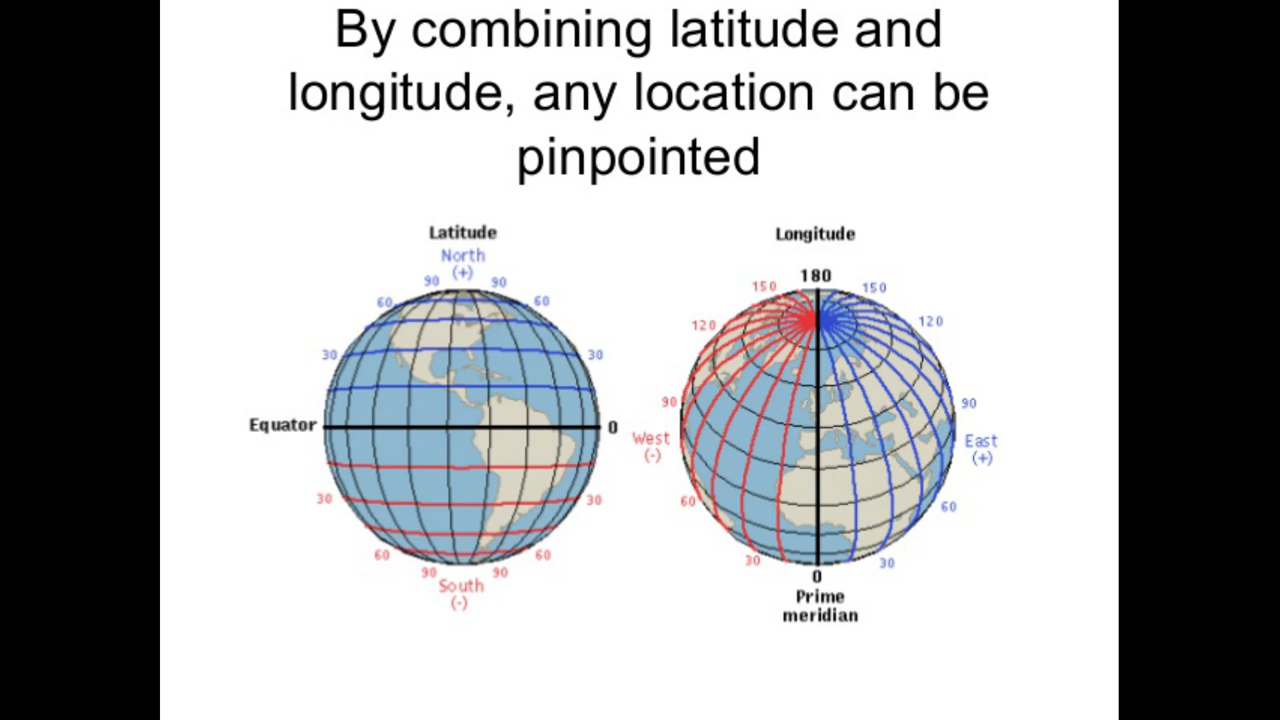 By combining latitude and
longitude, any location can be
pinpointed
Latitude
North
(+)
90 90
60 60
30 30
Equator 0
30 30
60 60
90 90
South
(-)
Longitude
180
150 150
120 120
90 90
West East
(-) (+)
60 60
30 30
0
Prime
meridian